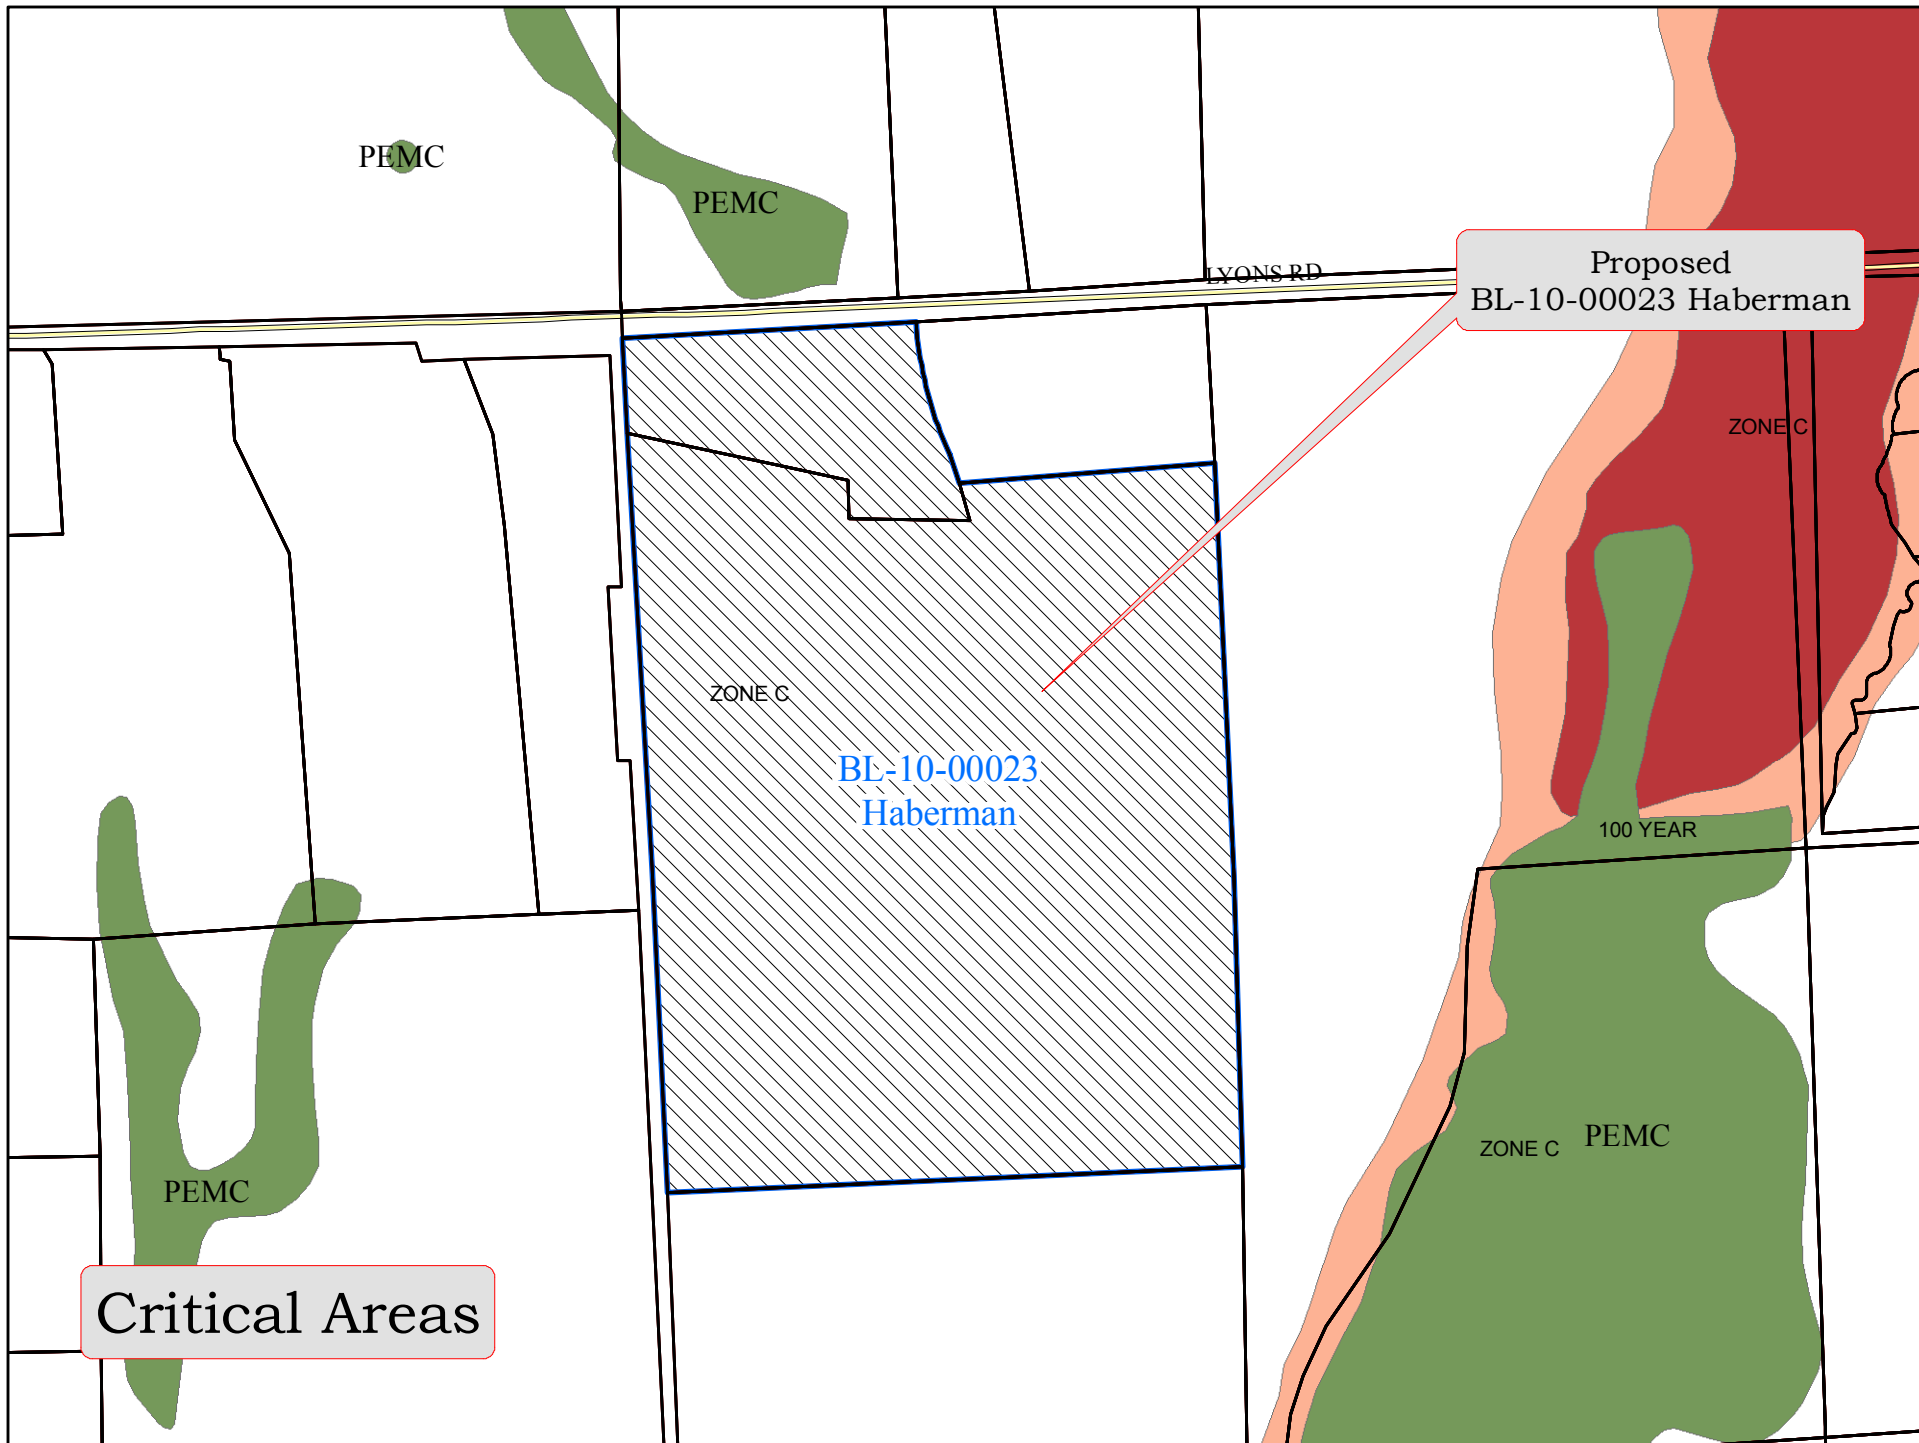 PEMC
PEMC
LYONS RD
Proposed
BL-10-00023 Haberman
ZONE C
ZONE C
BL-10-00023
Haberman
100 YEAR
ZONE C
PEMC
PEMC
Critical Areas